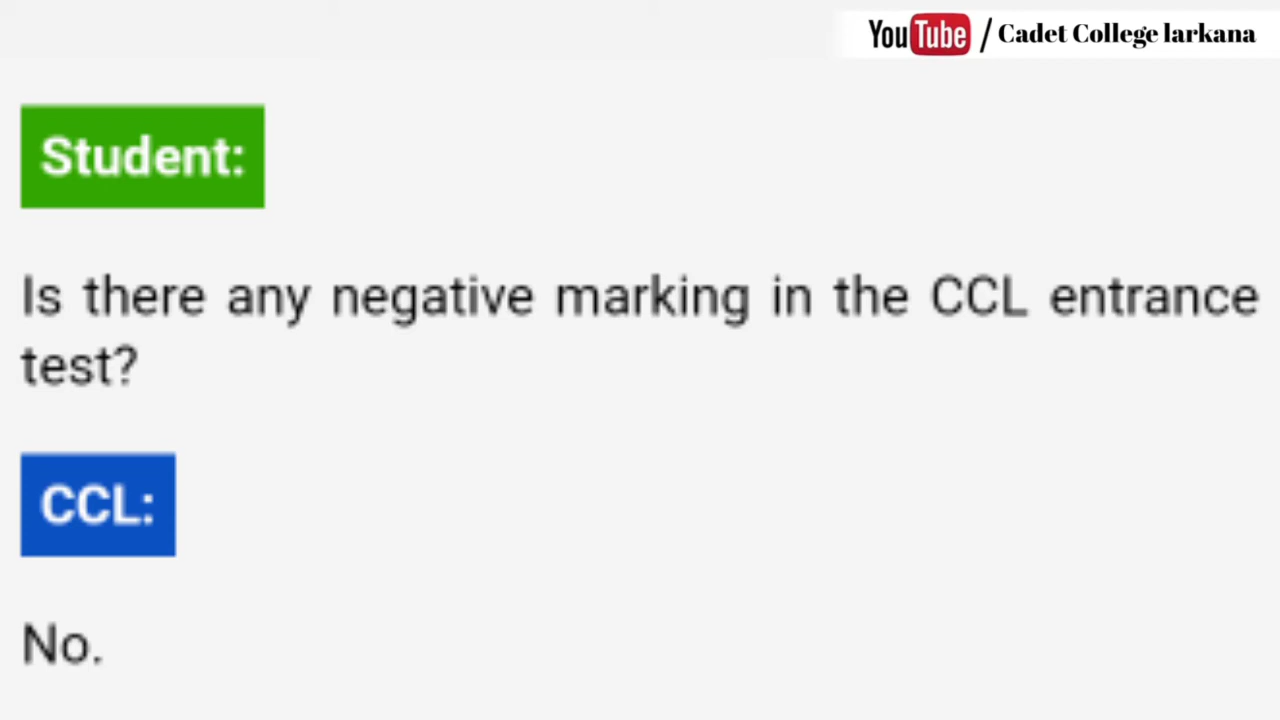 YouTube / Cadet College larkana
Student:
Is there any negative marking in the CCL entrance
test?
CCL:
No.